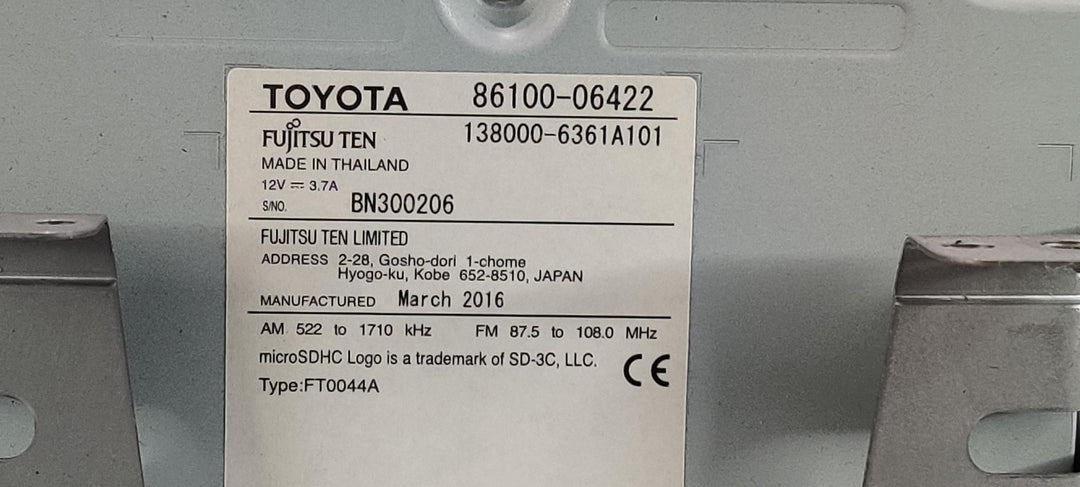 TOYOTA 86100-06422
FUJITSU TEN 138000-6361A101
MADE IN THAILAND
12V ⎓ 3.7A
S/NO. BN300206
FUJITSU TEN LIMITED
ADDRESS 2-28, Gosho-dori 1-chome
Hyogo-ku, Kobe 652-8510, JAPAN
MANUFACTURED March 2016
AM 522 to 1710 kHz FM 87.5 to 108.0 MHz
microSDHC Logo is a trademark of SD-3C, LLC. CE
Type:FT0044A